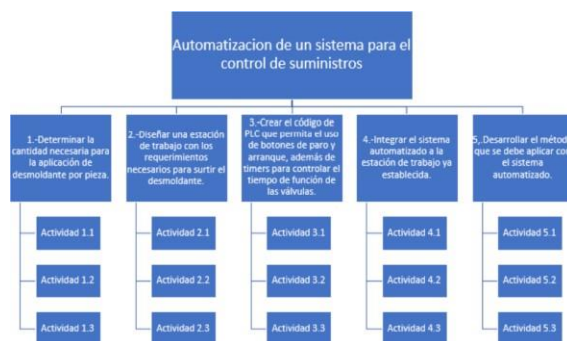 Automatizacion de un sistema para el
control de suministros
1.-Determinar la
cantidad necesaria para
la aplicación de
desmoldante por pieza.
2.-Diseñar una estación
de trabajo con los
requerimientos
necesarios para surtir el
desmoldante.
3.-Crear el código de
PLC que permita el uso
de botones de paro y
arranque, además de
timers para controlar el
tiempo de función de
las válvulas.
4.-Integrar el sistema
automatizado a la
estación de trabajo ya
establecida.
5,.Desarrollar el método
que se debe aplicar con
el sistema
automatizado.
Actividad 1.1
Actividad 2.1
Actividad 3.1
Actividad 4.1
Actividad 5.1
Actividad 1.2
Actividad 2.2
Actividad 3.2
Actividad 4.2
Actividad 5.2
Actividad 1.3
Actividad 2.3
Actividad 3.3
Actividad 4.3
Actividad 5.3